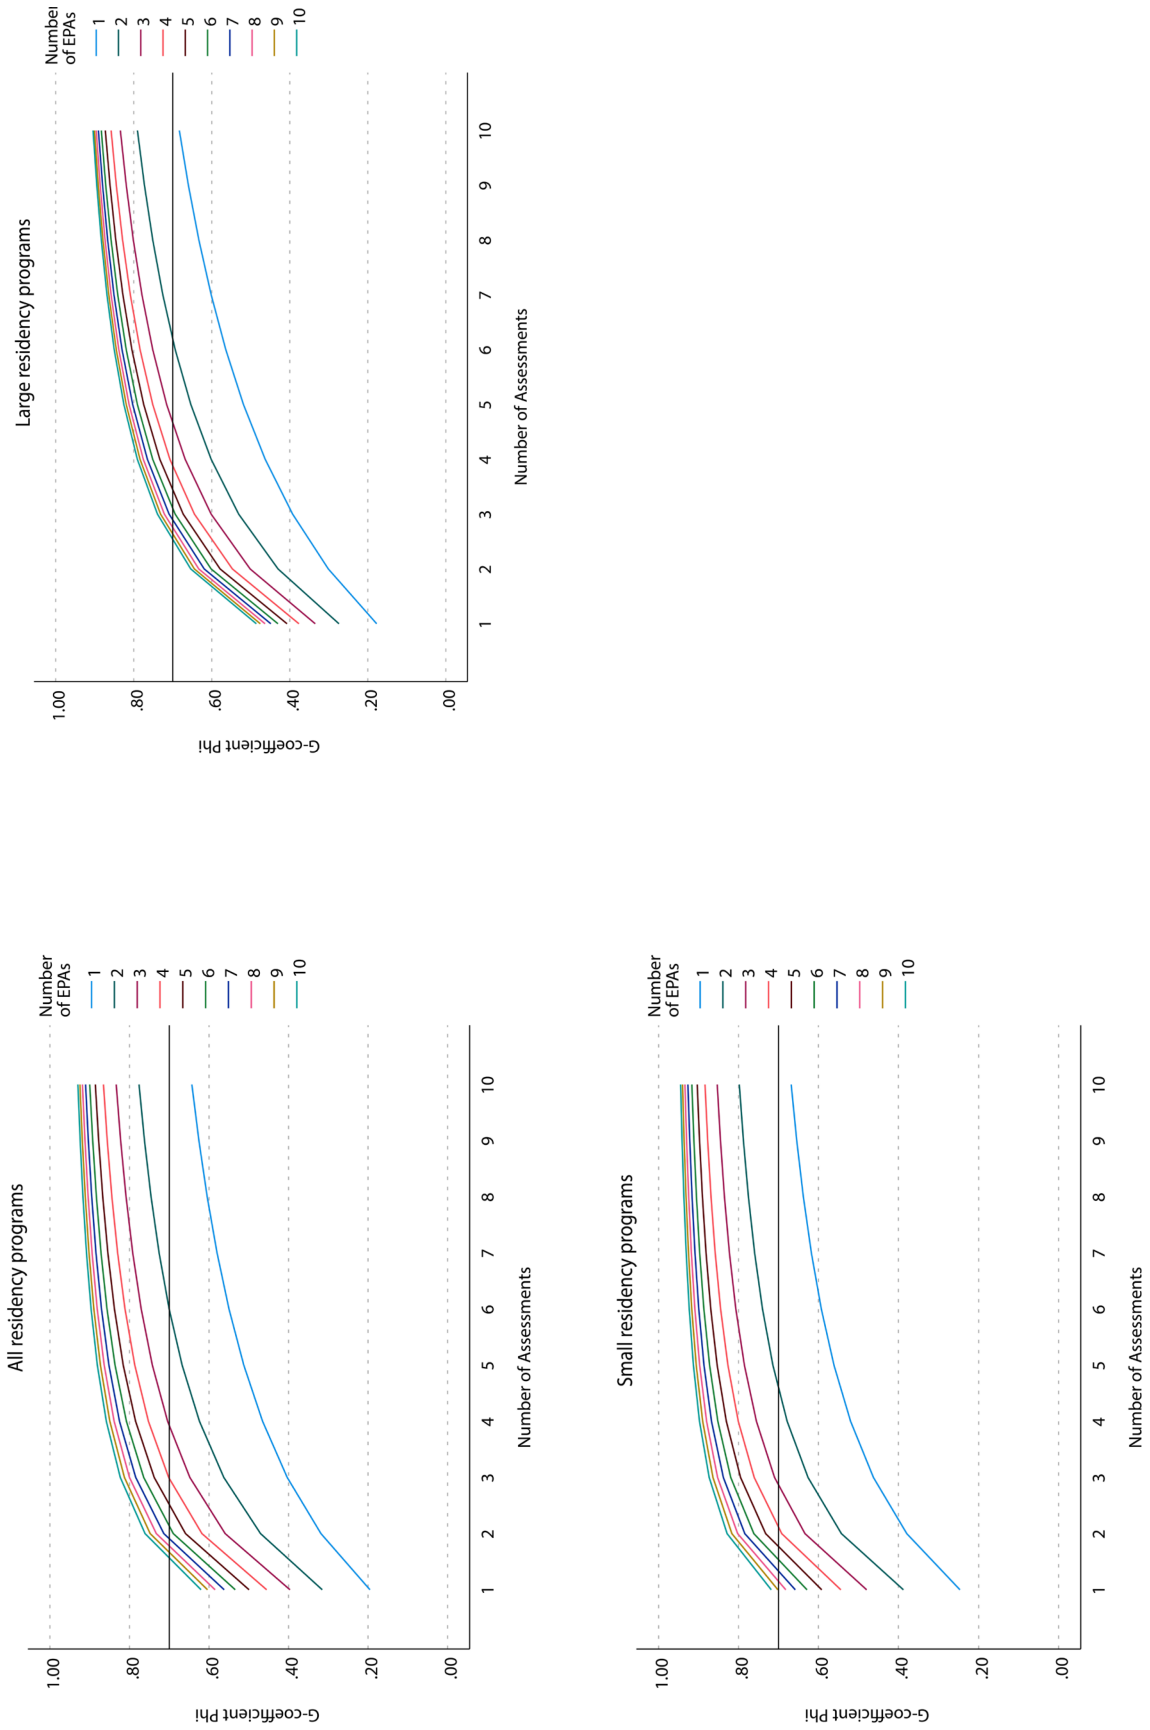 All residency programs
G-coefficient Phi
1.00
.80
.60
.40
.20
.00
1 2 3 4 5 6 7 8 9 10
Number of Assessments
Number
of EPAs
1
2
3
4
5
6
7
8
9
10
Large residency programs
G-coefficient Phi
1.00
.80
.60
.40
.20
.00
1 2 3 4 5 6 7 8 9 10
Number of Assessments
Number
of EPAs
1
2
3
4
5
6
7
8
9
10
Small residency programs
G-coefficient Phi
1.00
.80
.60
.40
.20
.00
1 2 3 4 5 6 7 8 9 10
Number of Assessments
Number
of EPAs
1
2
3
4
5
6
7
8
9
10